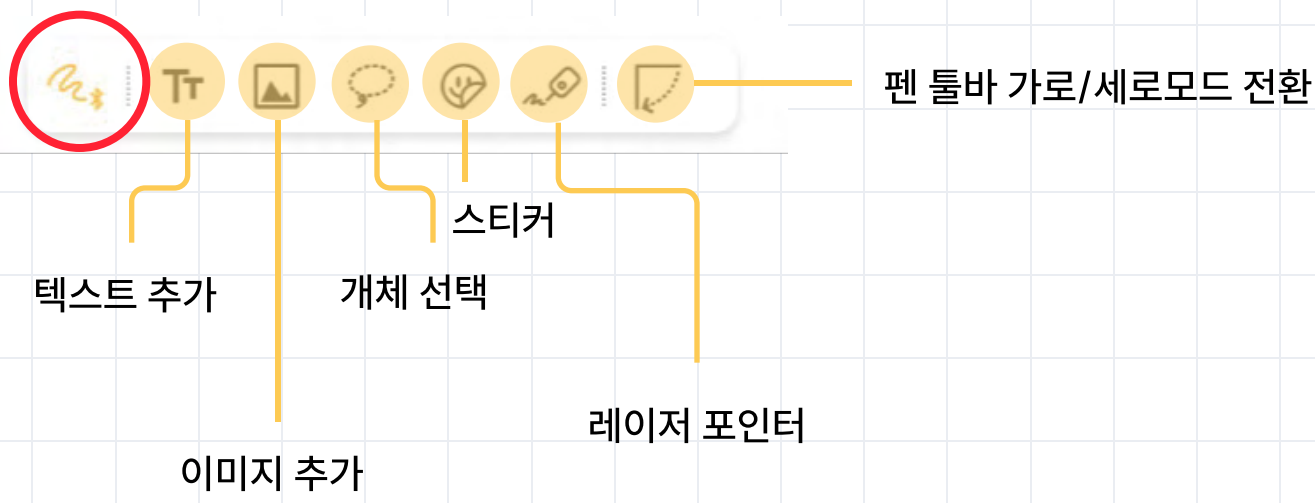 Tт
펜 툴바 가로/세로모드 전환
스티커
텍스트 추가
개체 선택
레이저 포인터
이미지 추가